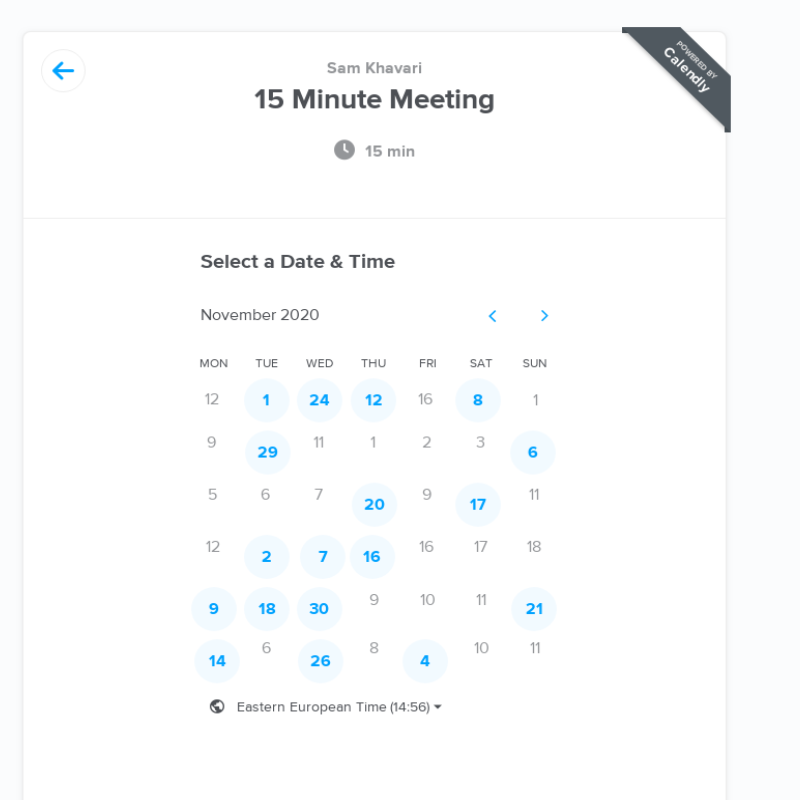 POWERED BY
Calendly
Sam Khavari
15 Minute Meeting
15 min
Select a Date & Time
November 2020
MON TUE WED THU FRI SAT SUN
12 1 24 12 16 8 1
9 29 11 1 2 3 6
5 6 7 20 9 17 11
12 2 7 16 16 17 18
9 18 30 9 10 11 21
14 6 26 8 4 10 11
Eastern European Time (14:56)